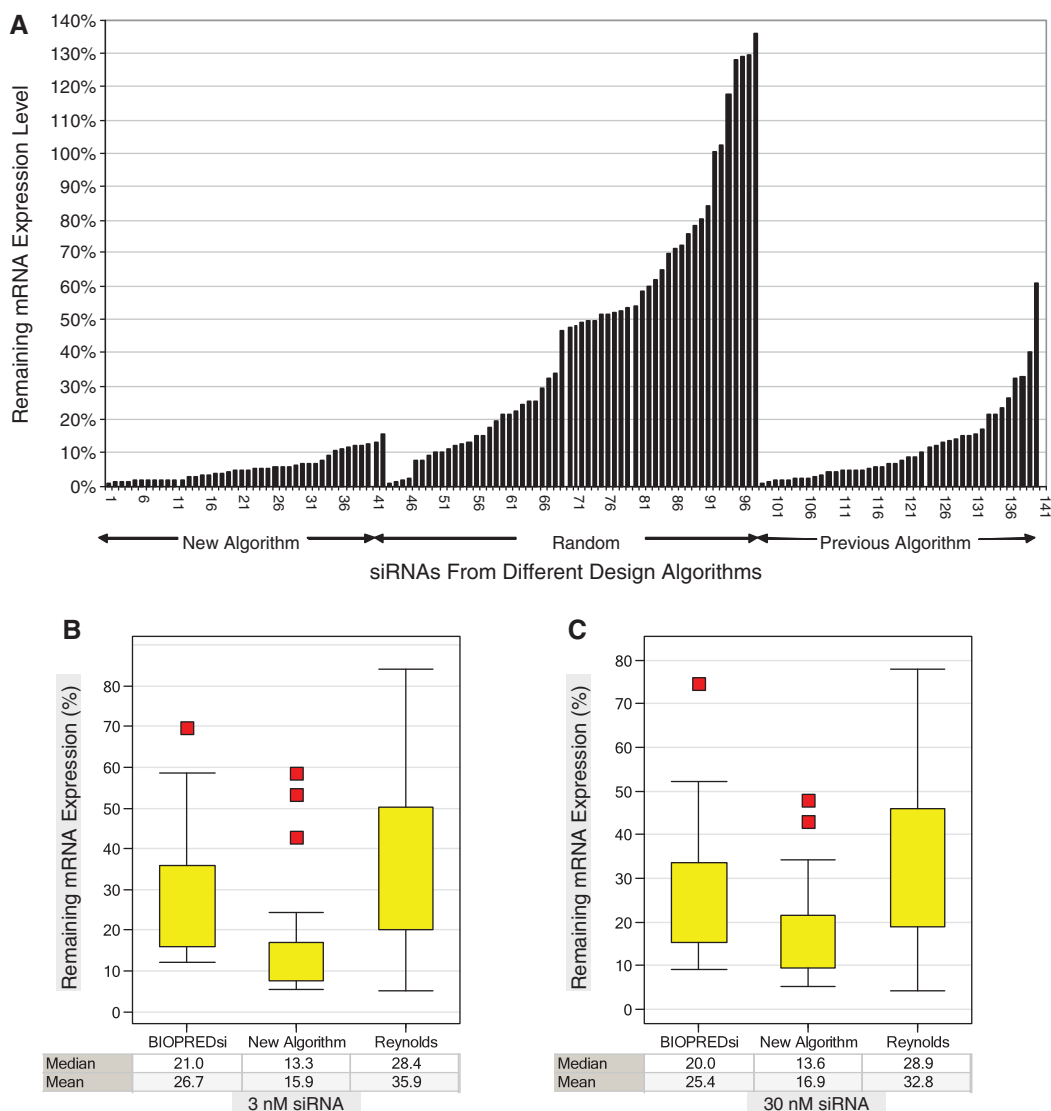 A
Remaining mRNA Expression Level
140%
130%
120%
110%
100%
90%
80%
70%
60%
50%
40%
30%
20%
10%
0%
1 6 11 16 21 26 31 36 41 46 51 56 61 66 71 76 81 86 91 96 101 106 111 116 121 126 131 136 141
New Algorithm Random Previous Algorithm
siRNAs From Different Design Algorithms
B
Remaining mRNA Expression (%)
80
70
60
50
40
30
20
10
0
BIOPREDsi New Algorithm Reynolds
Median 21.0 13.3 28.4
Mean 26.7 15.9 35.9
3 nM siRNA
C
Remaining mRNA Expression (%)
80
70
60
50
40
30
20
10
0
BIOPREDsi New Algorithm Reynolds
Median 20.0 13.6 28.9
Mean 25.4 16.9 32.8
30 nM siRNA